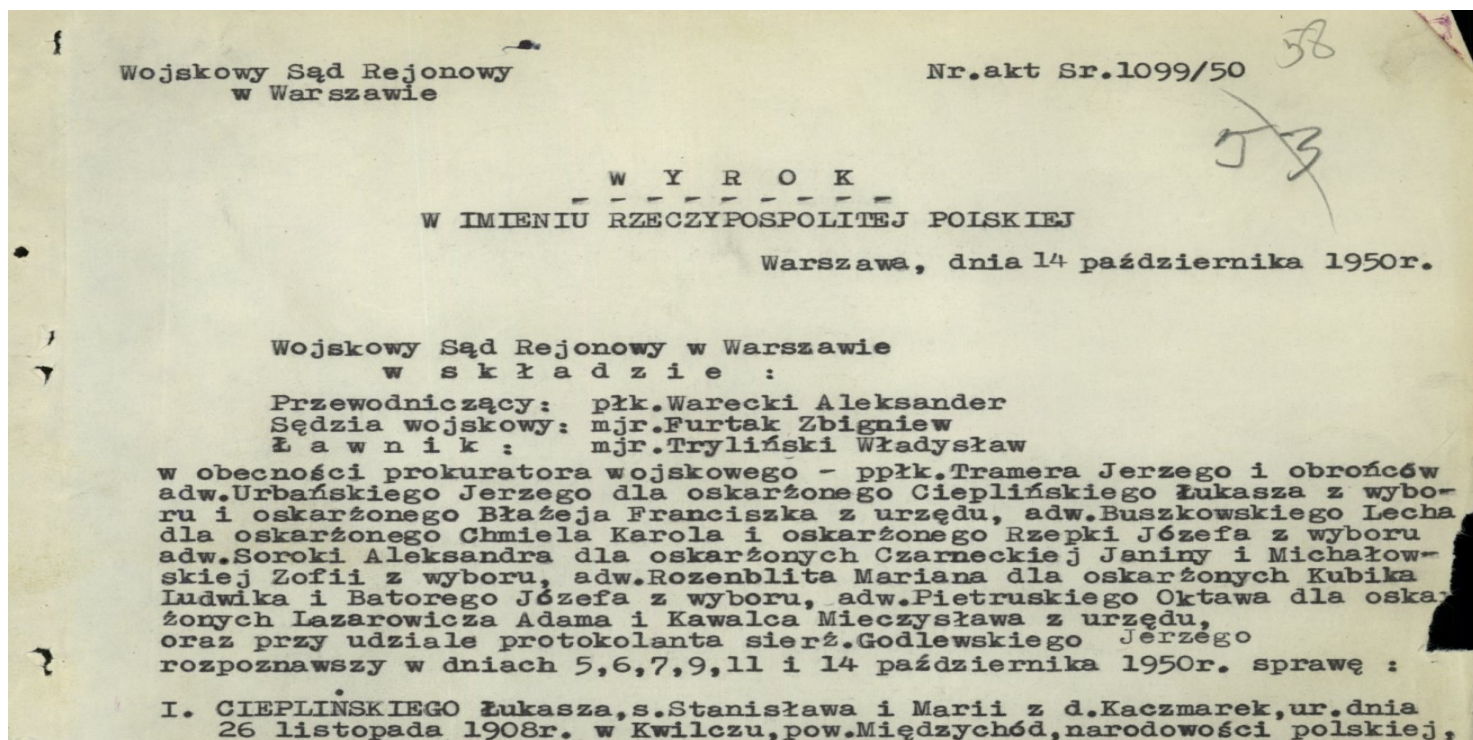 58
Wojskowy Sąd Rejonowy
w Warszawie
Nr.akt Sr.1099/50
53
W Y R O K
- - - - - - - - -
W IMIENIU RZECZYPOSPOLITEJ POLSKIEJ
Warszawa, dnia 14 października 1950r.
Wojskowy Sąd Rejonowy w Warszawie
w s k ł a d z i e :
Przewodniczący: płk.Warecki Aleksander
Sędzia wojskowy: mjr.Furtak Zbigniew
Ł a w n i k : mjr.Tryliński Władysław
w obecności prokuratora wojskowego - ppłk.Tramera Jerzego i obrońców
adw.Urbańskiego Jerzego dla oskarżonego Cieplińskiego Łukasza z wybo-
ru i oskarżonego Błażeja Franciszka z urzędu, adw.Buszkowskiego Lecha
dla oskarżonego Chmiela Karola i oskarżonego Rzepki Józefa z wyboru
adw.Soroki Aleksandra dla oskarżonych Czarneckiej Janiny i Michałow-
skiej Zofii z wyboru, adw.Rozenblita Mariana dla oskarżonych Kubika
Ludwika i Batorego Józefa z wyboru, adw.Pietruskiego Oktawa dla oskar
żonych Lazarowicza Adama i Kawalca Mieczysława z urzędu,
oraz przy udziale protokolanta sierż.Godlewskiego Jerzego
rozpoznawszy w dniach 5,6,7,9,11 i 14 października 1950r. sprawę :
I. CIEPLIŃSKIEGO Łukasza,s.Stanisława i Marii z d.Kaczmarek,ur.dnia
26 listopada 1908r. w Kwilczu,pow.Międzychód,narodowości polskiej,